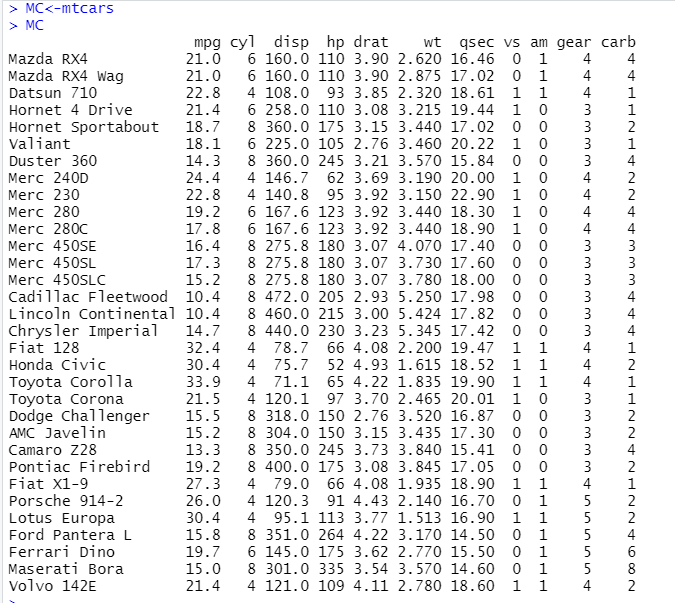 > MC<-mtcars
> MC
mpg cyl disp hp drat wt qsec vs am gear carb
Mazda RX4 21.0 6 160.0 110 3.90 2.620 16.46 0 1 4 4
Mazda RX4 Wag 21.0 6 160.0 110 3.90 2.875 17.02 0 1 4 4
Datsun 710 22.8 4 108.0 93 3.85 2.320 18.61 1 1 4 1
Hornet 4 Drive 21.4 6 258.0 110 3.08 3.215 19.44 1 0 3 1
Hornet Sportabout 18.7 8 360.0 175 3.15 3.440 17.02 0 0 3 2
Valiant 18.1 6 225.0 105 2.76 3.460 20.22 1 0 3 1
Duster 360 14.3 8 360.0 245 3.21 3.570 15.84 0 0 3 4
Merc 240D 24.4 4 146.7 62 3.69 3.190 20.00 1 0 4 2
Merc 230 22.8 4 140.8 95 3.92 3.150 22.90 1 0 4 2
Merc 280 19.2 6 167.6 123 3.92 3.440 18.30 1 0 4 4
Merc 280C 17.8 6 167.6 123 3.92 3.440 18.90 1 0 4 4
Merc 450SE 16.4 8 275.8 180 3.07 4.070 17.40 0 0 3 3
Merc 450SL 17.3 8 275.8 180 3.07 3.730 17.60 0 0 3 3
Merc 450SLC 15.2 8 275.8 180 3.07 3.780 18.00 0 0 3 3
Cadillac Fleetwood 10.4 8 472.0 205 2.93 5.250 17.98 0 0 3 4
Lincoln Continental 10.4 8 460.0 215 3.00 5.424 17.82 0 0 3 4
Chrysler Imperial 14.7 8 440.0 230 3.23 5.345 17.42 0 0 3 4
Fiat 128 32.4 4 78.7 66 4.08 2.200 19.47 1 1 4 1
Honda Civic 30.4 4 75.7 52 4.93 1.615 18.52 1 1 4 2
Toyota Corolla 33.9 4 71.1 65 4.22 1.835 19.90 1 1 4 1
Toyota Corona 21.5 4 120.1 97 3.70 2.465 20.01 1 0 3 1
Dodge Challenger 15.5 8 318.0 150 2.76 3.520 16.87 0 0 3 2
AMC Javelin 15.2 8 304.0 150 3.15 3.435 17.30 0 0 3 2
Camaro Z28 13.3 8 350.0 245 3.73 3.840 15.41 0 0 3 4
Pontiac Firebird 19.2 8 400.0 175 3.08 3.845 17.05 0 0 3 2
Fiat X1-9 27.3 4 79.0 66 4.08 1.935 18.90 1 1 4 1
Porsche 914-2 26.0 4 120.3 91 4.43 2.140 16.70 0 1 5 2
Lotus Europa 30.4 4 95.1 113 3.77 1.513 16.90 1 1 5 2
Ford Pantera L 15.8 8 351.0 264 4.22 3.170 14.50 0 1 5 4
Ferrari Dino 19.7 6 145.0 175 3.62 2.770 15.50 0 1 5 6
Maserati Bora 15.0 8 301.0 335 3.54 3.570 14.60 0 1 5 8
Volvo 142E 21.4 4 121.0 109 4.11 2.780 18.60 1 1 4 2
>